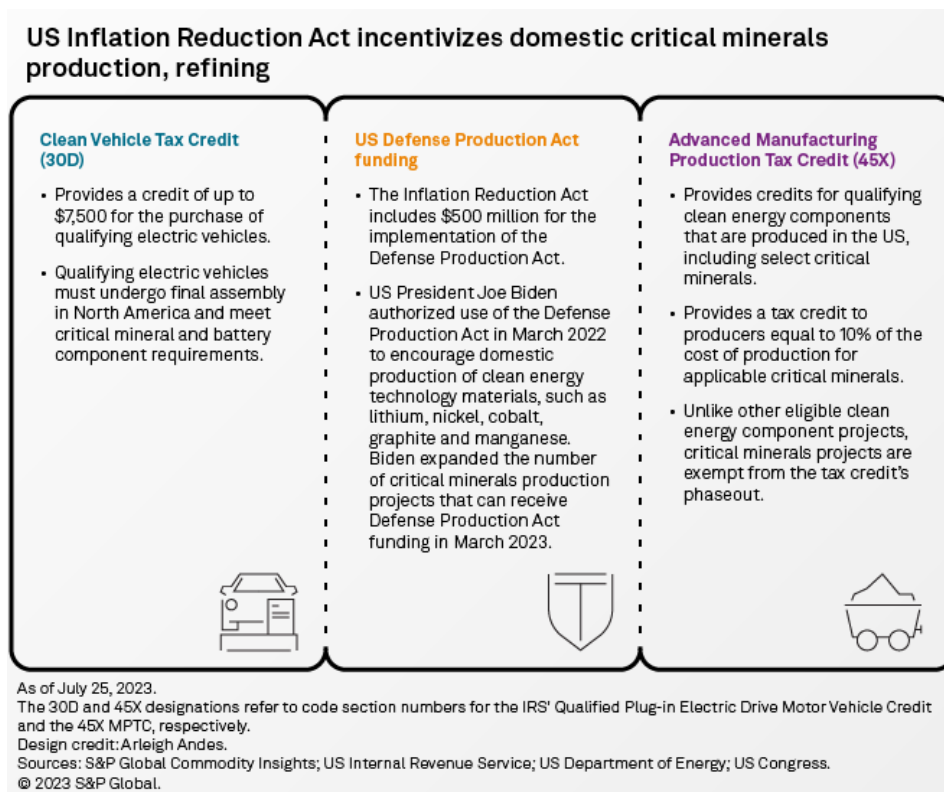 US Inflation Reduction Act incentivizes domestic critical minerals
production, refining
Clean Vehicle Tax Credit
(30D)
• Provides a credit of up to
$7,500 for the purchase of
qualifying electric vehicles.
• Qualifying electric vehicles
must undergo final assembly
in North America and meet
critical mineral and battery
component requirements.
US Defense Production Act
funding
• The Inflation Reduction Act
includes $500 million for the
implementation of the
Defense Production Act.
• US President Joe Biden
authorized use of the Defense
Production Act in March 2022
to encourage domestic
production of clean energy
technology materials, such as
lithium, nickel, cobalt,
graphite and manganese.
Biden expanded the number
of critical minerals production
projects that can receive
Defense Production Act
funding in March 2023.
Advanced Manufacturing
Production Tax Credit (45X)
• Provides credits for qualifying
clean energy components
that are produced in the US,
including select critical
minerals.
• Provides a tax credit to
producers equal to 10% of the
cost of production for
applicable critical minerals.
• Unlike other eligible clean
energy component projects,
critical minerals projects are
exempt from the tax credit's
phaseout.
As of July 25, 2023.
The 30D and 45X designations refer to code section numbers for the IRS' Qualified Plug-in Electric Drive Motor Vehicle Credit
and the 45X MPTC, respectively.
Design credit: Arleigh Andes.
Sources: S&P Global Commodity Insights; US Internal Revenue Service; US Department of Energy; US Congress.
© 2023 S&P Global.